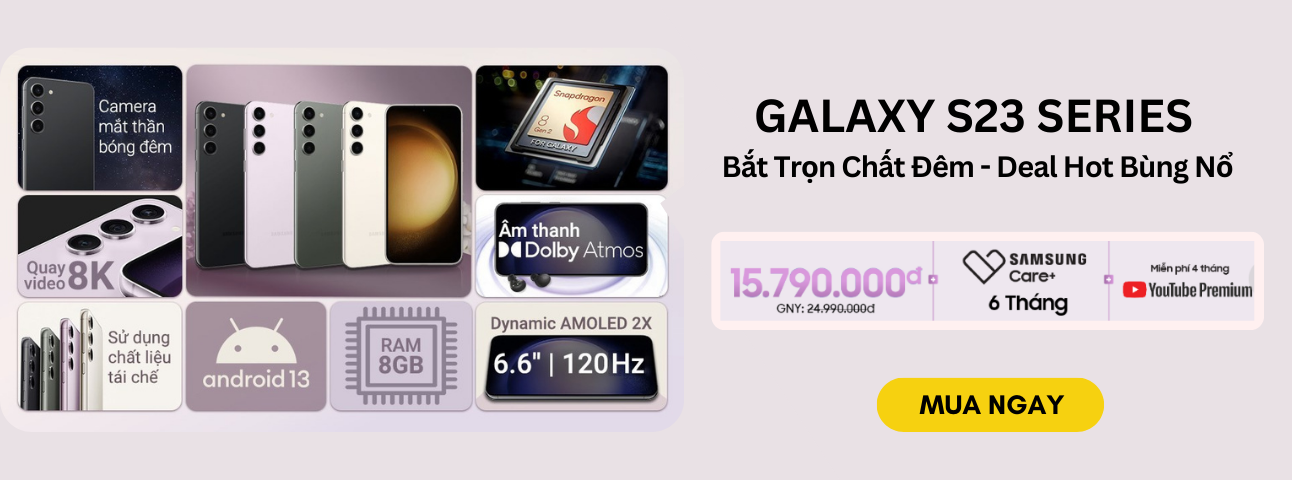 Camera
mắt thần
bóng đêm
Snapdragon
8
Gen 2
FOR GALAXY
Quay
video 8K
Âm thanh
Dolby Atmos
Sử dụng
chất liệu
tái chế
android 13
RAM
8GB
Dynamic AMOLED 2X
6.6" | 120Hz
GALAXY S23 SERIES
Bắt Trọn Chất Đêm - Deal Hot Bùng Nổ
15.790.000đ
GNY: 24.990.000đ
SAMSUNG
Care+
6 Tháng
Miễn phí 4 tháng
YouTube Premium
MUA NGAY